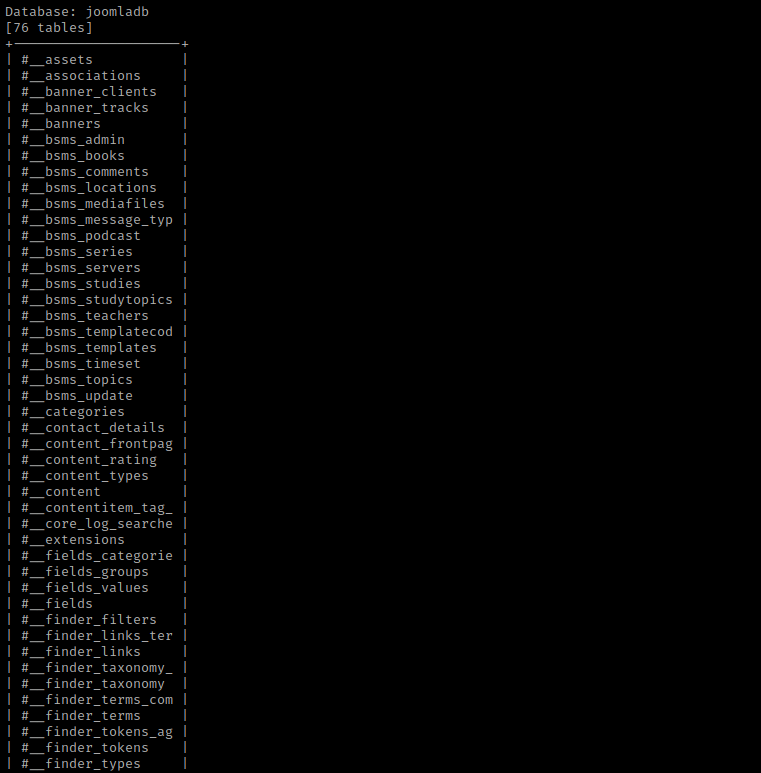 Database: joomladb
[76 tables]
+---------------------+
| #__assets |
| #__associations |
| #__banner_clients |
| #__banner_tracks |
| #__banners |
| #__bsms_admin |
| #__bsms_books |
| #__bsms_comments |
| #__bsms_locations |
| #__bsms_mediafiles |
| #__bsms_message_typ |
| #__bsms_podcast |
| #__bsms_series |
| #__bsms_servers |
| #__bsms_studies |
| #__bsms_studytopics |
| #__bsms_teachers |
| #__bsms_templatecod |
| #__bsms_templates |
| #__bsms_timeset |
| #__bsms_topics |
| #__bsms_update |
| #__categories |
| #__contact_details |
| #__content_frontpag |
| #__content_rating |
| #__content_types |
| #__content |
| #__contentitem_tag_ |
| #__core_log_searche |
| #__extensions |
| #__fields_categorie |
| #__fields_groups |
| #__fields_values |
| #__fields |
| #__finder_filters |
| #__finder_links_ter |
| #__finder_links |
| #__finder_taxonomy_ |
| #__finder_taxonomy |
| #__finder_terms_com |
| #__finder_terms |
| #__finder_tokens_ag |
| #__finder_tokens |
| #__finder_types |